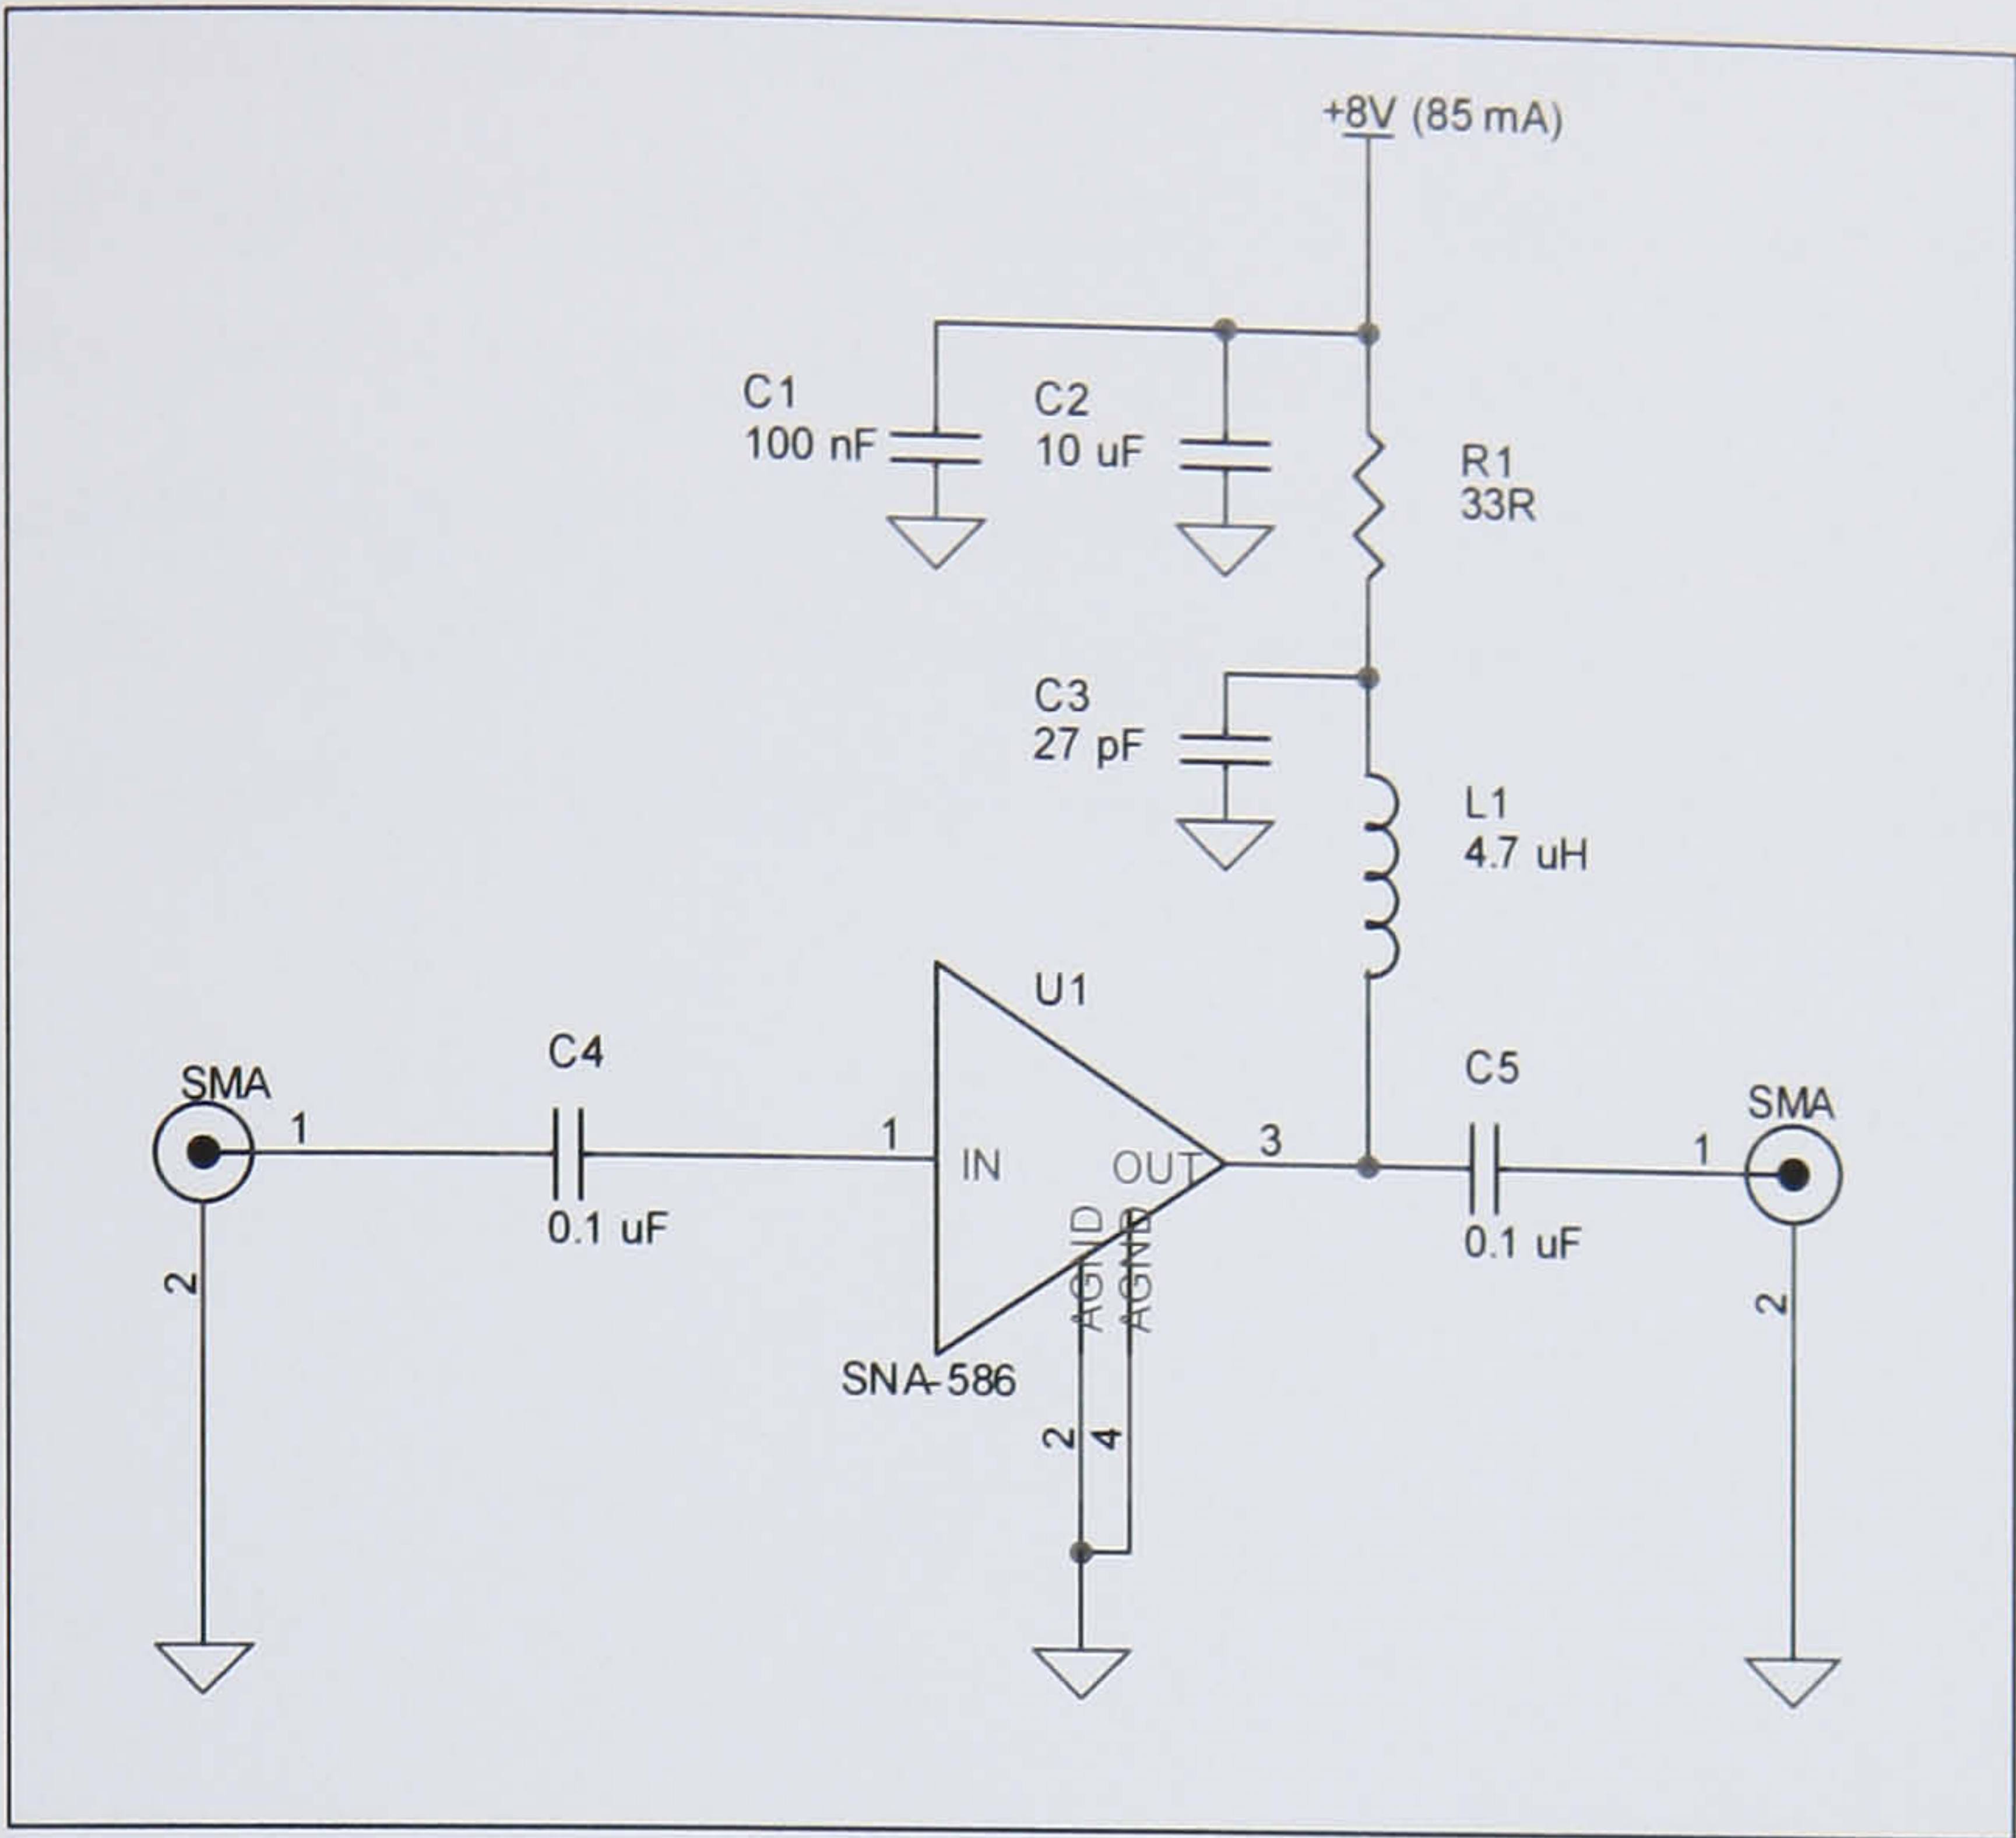 +8V (85 mA)
C1
100 nF
C2
10 uF
R1
33R
C3
27 pF
L1
4.7 uH
U1
C4
C5
SMA
SMA
1
1
3
1
IN
OUT
0.1 uF
0.1 uF
AGND
AGND
2
2
SNA-586
2
4